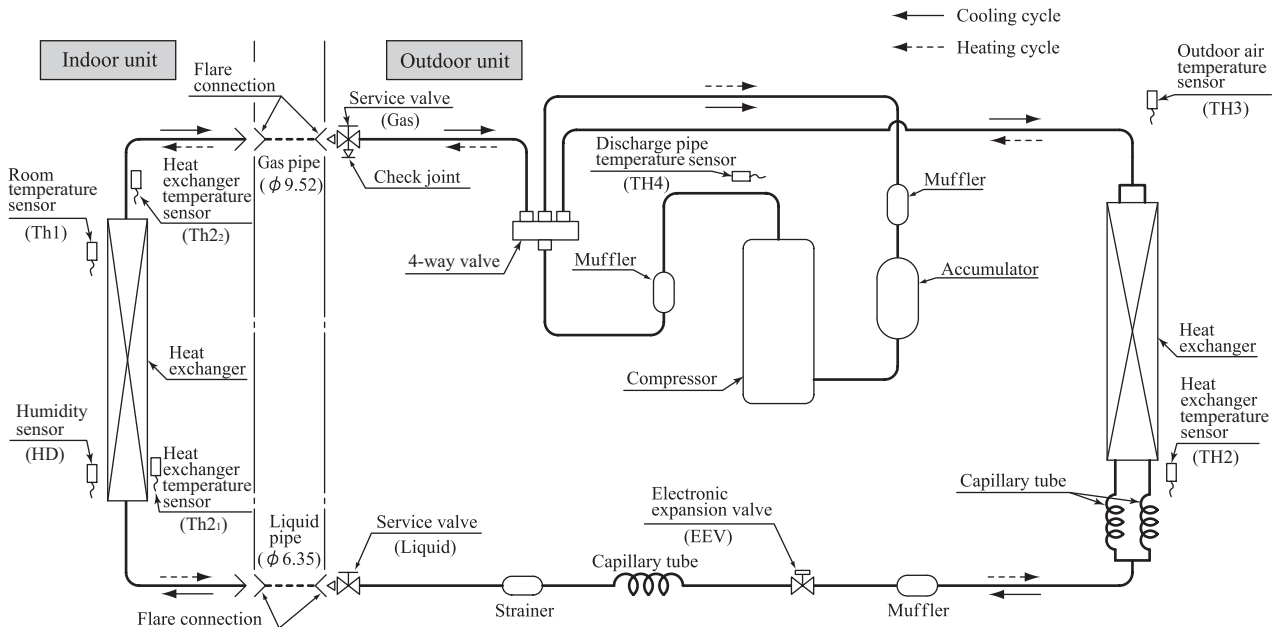 Cooling cycle
Heating cycle
Indoor unit
Outdoor unit
Flare
connection
Service valve
(Gas)
Outdoor air
temperature
sensor
(TH3)
Check joint
Gas pipe
(ϕ9.52)
Heat
exchanger
temperature
sensor
(Th2₂)
Room
temperature
sensor
(Th1)
Discharge pipe
temperature sensor
(TH4)
Muffler
4-way valve
Muffler
Accumulator
Compressor
Heat
exchanger
Heat
exchanger
Humidity
sensor
(HD)
Heat
exchanger
temperature
sensor
(Th2₁)
Heat
exchanger
temperature
sensor
(TH2)
Capillary tube
Liquid
pipe
(ϕ6.35)
Service valve
(Liquid)
Electronic
expansion valve
(EEV)
Capillary tube
Strainer
Muffler
Flare connection